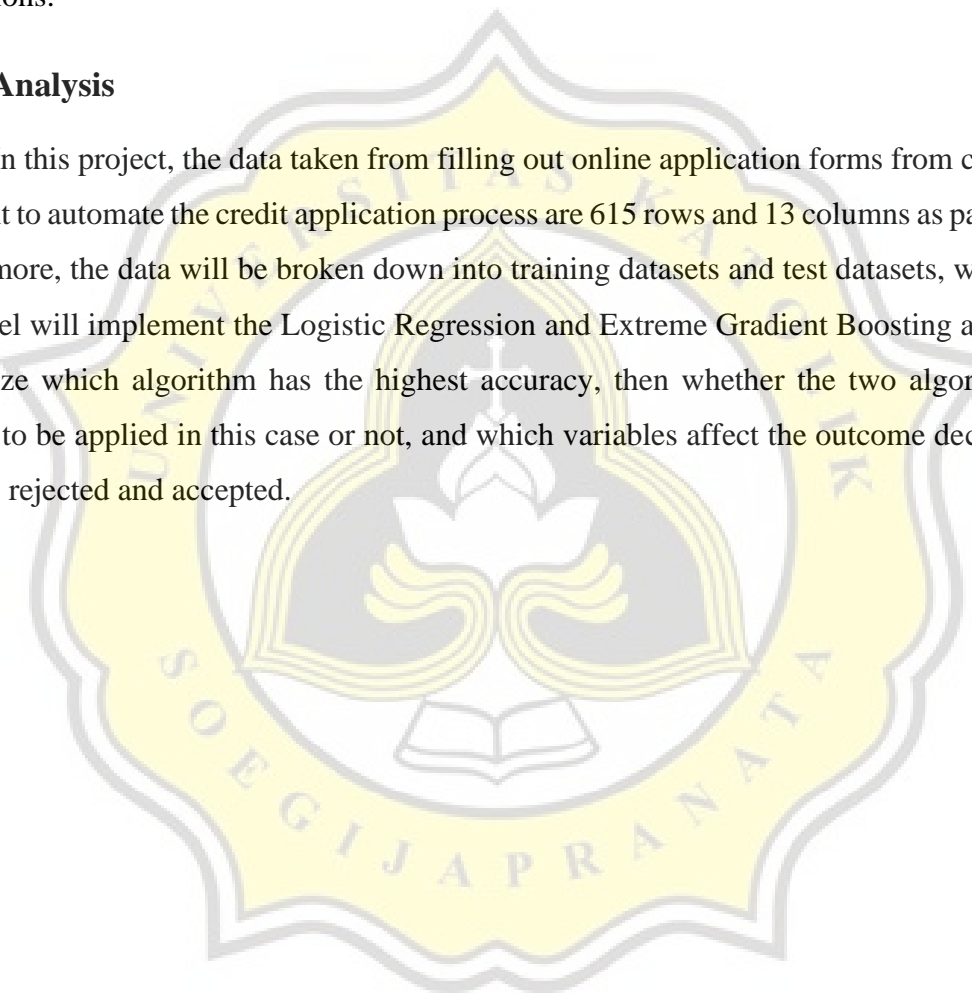 ions.
Analysis
n this project, the data taken from filling out online application forms from c
t to automate the credit application process are 615 rows and 13 columns as pa
more, the data will be broken down into training datasets and test datasets, w
el will implement the Logistic Regression and Extreme Gradient Boosting a
ze which algorithm has the highest accuracy, then whether the two algor
to be applied in this case or not, and which variables affect the outcome dec
rejected and accepted.
UNIVERSITAS KATOLIK
SOEGIJAPRANATA